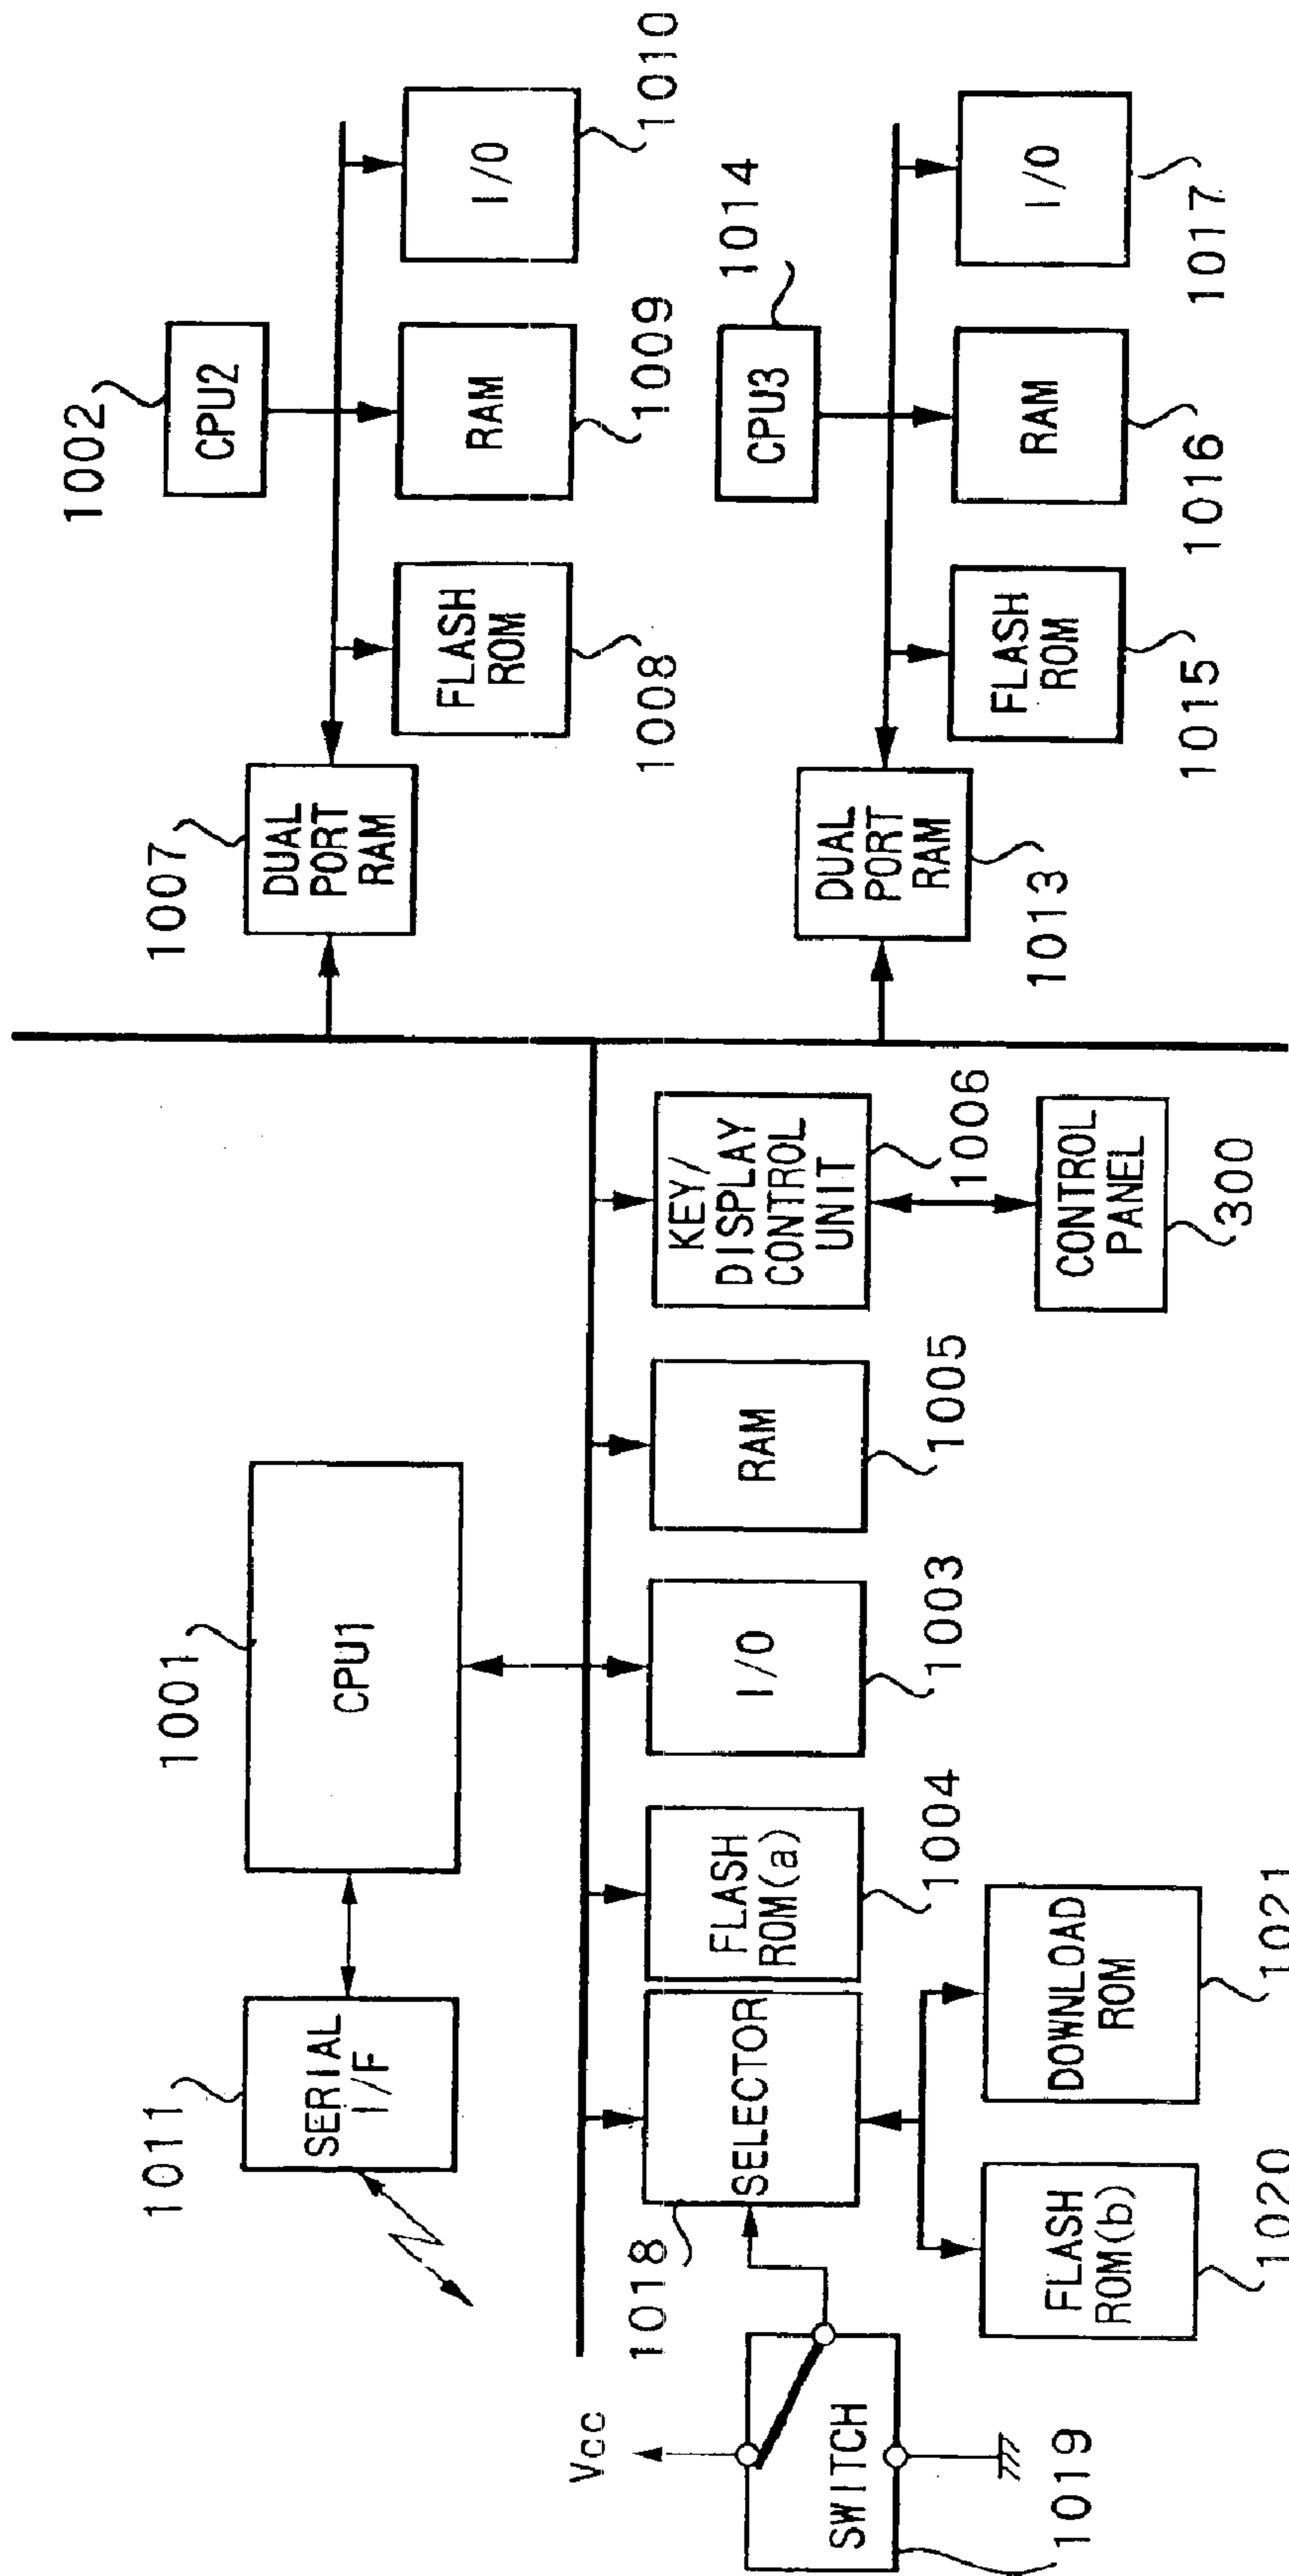 1011
SERIAL
I/F
1001
CPU1
Vcc
SWITCH
1019
1018
SELECTOR
FLASH
ROM(a)
1004
I/O
1003
RAM
1005
KEY/
DISPLAY
CONTROL
UNIT
1006
CONTROL
PANEL
300
FLASH
ROM(b)
1020
DOWNLOAD
ROM
1021
1007
DUAL
PORT
RAM
1002
CPU2
FLASH
ROM
1008
RAM
1009
I/O
1010
DUAL
PORT
RAM
1013
CPU3
1014
FLASH
ROM
1015
RAM
1016
I/O
1017